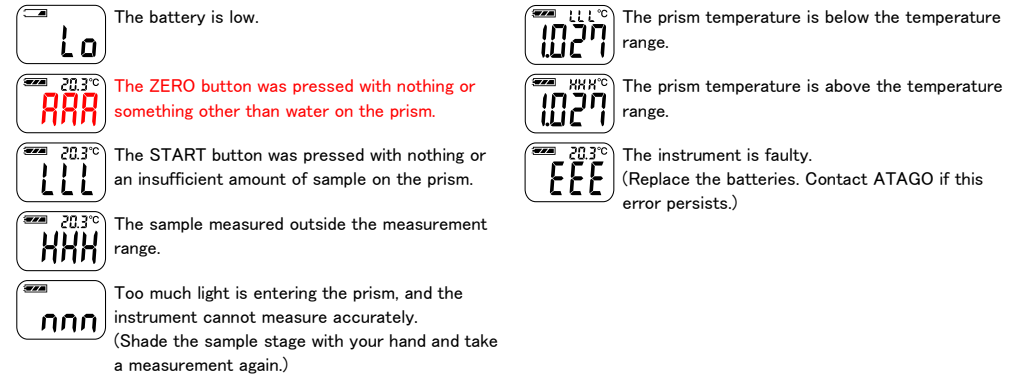 The battery is low.
Lo
20.3°C
AAA
The ZERO button was pressed with nothing or
something other than water on the prism.
20.3°C
LLL
The START button was pressed with nothing or
an insufficient amount of sample on the prism.
20.3°C
HHH
The sample measured outside the measurement
range.
nnn
Too much light is entering the prism, and the
instrument cannot measure accurately.
(Shade the sample stage with your hand and take
a measurement again.)
LLL°C
1.027
The prism temperature is below the temperature
range.
HHH°C
1.027
The prism temperature is above the temperature
range.
20.3°C
EEE
The instrument is faulty.
(Replace the batteries. Contact ATAGO if this
error persists.)